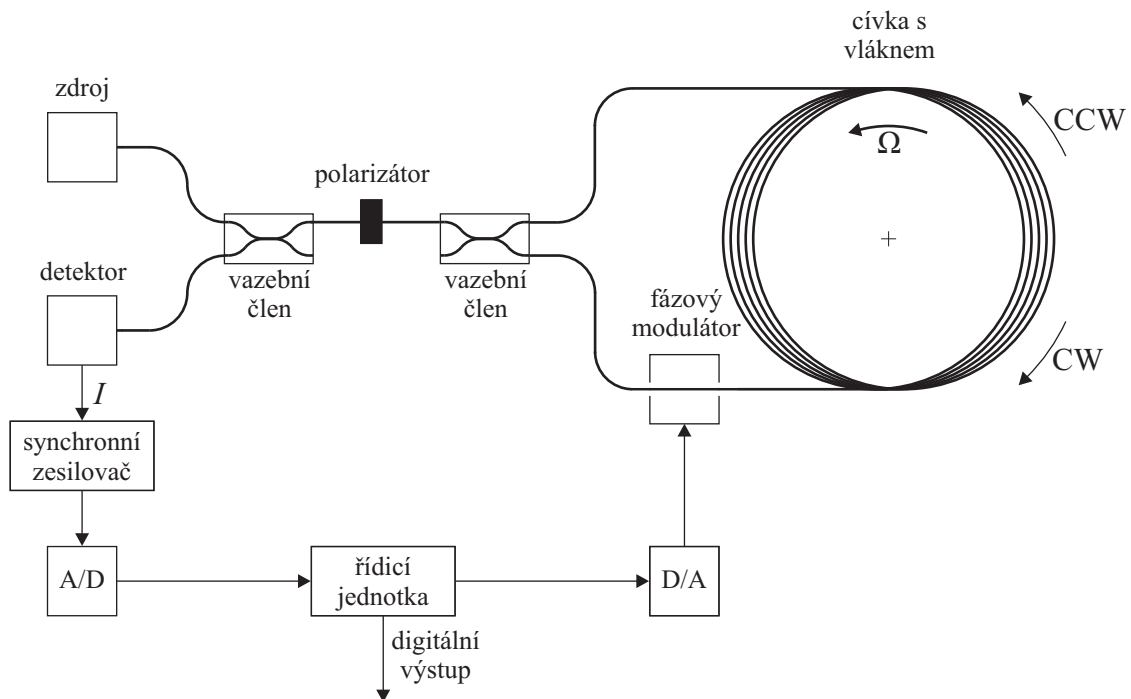 cívka s
vláknem
zdroj
CCW
Ω
polarizátor
detektor
vazební
člen
vazební
člen
fázový
modulátor
CW
I
synchronní
zesilovač
A/D
řídicí
jednotka
D/A
digitální
výstup